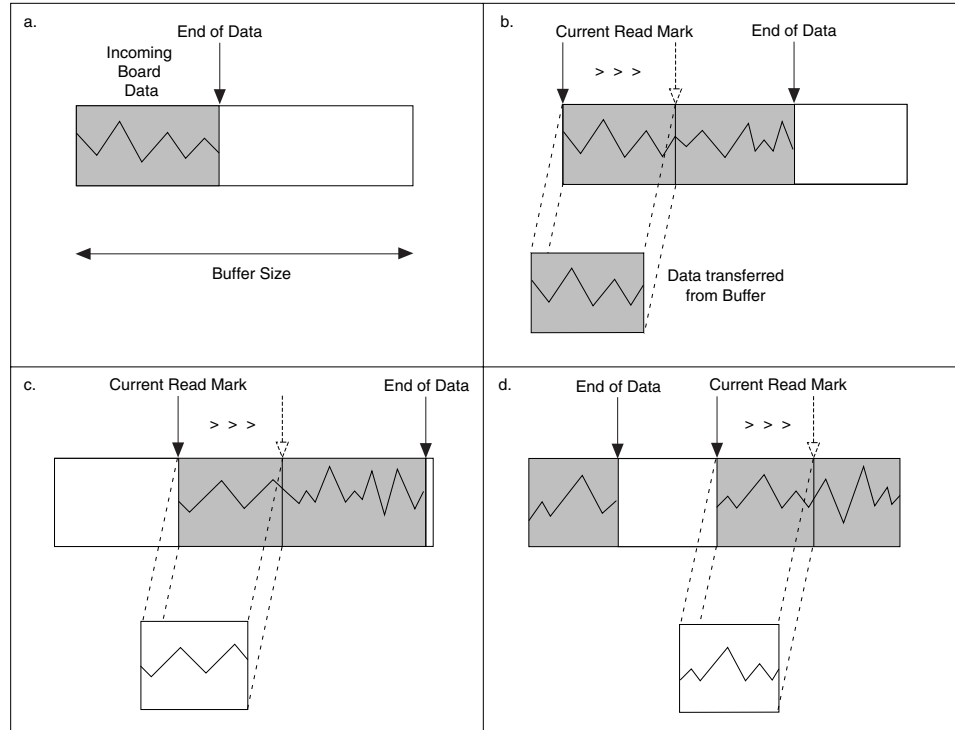 a.
End of Data
Incoming
Board
Data
Buffer Size
b.
Current Read Mark
End of Data
> > >
Data transferred
from Buffer
c.
Current Read Mark
End of Data
> > >
d.
End of Data
Current Read Mark
> > >